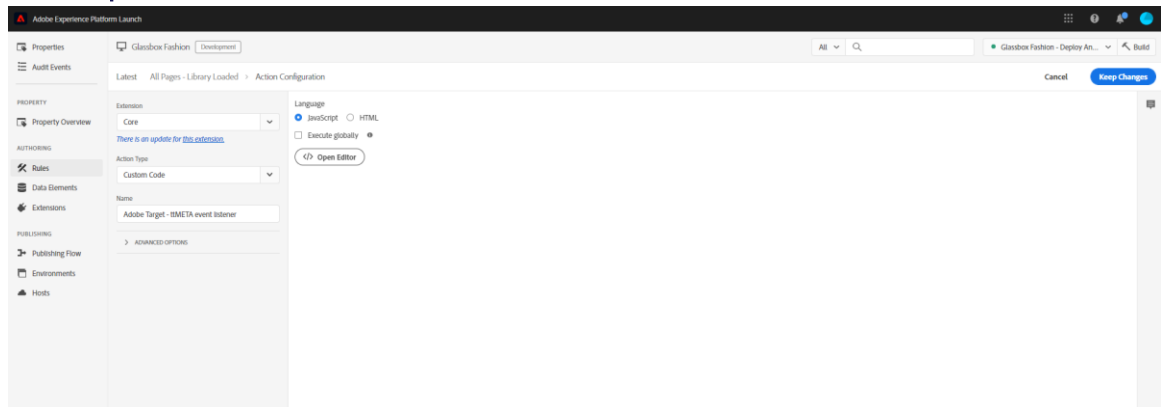 Adobe Experience Platform Launch
Properties
Audit Events
PROPERTY
Property Overview
AUTHORING
Rules
Data Elements
Extensions
PUBLISHING
Publishing Flow
Environments
Hosts
Glassbox Fashion Development
All
Glassbox Fashion - Deploy An...
Build
Latest All Pages - Library Loaded > Action Configuration
Cancel
Keep Changes
Extension
Core
There is an update for this extension.
Action Type
Custom Code
Name
Adobe Target - ttMETA event listener
> ADVANCED OPTIONS
Language
JavaScript HTML
Execute globally
</> Open Editor